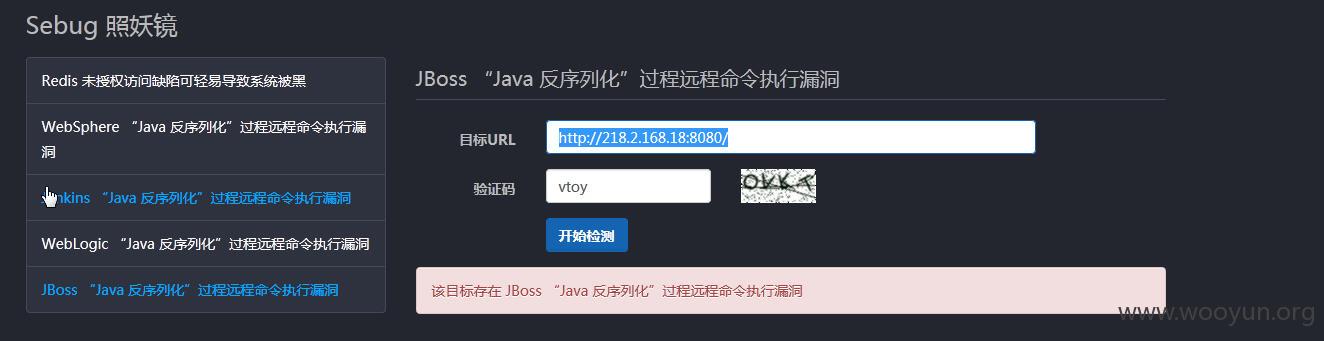 Sebug 照妖镜
Redis 未授权访问缺陷可轻易导致系统被黑
WebSphere “Java 反序列化”过程远程命令执行漏
洞
Jenkins “Java 反序列化”过程远程命令执行漏洞
WebLogic “Java 反序列化”过程远程命令执行漏洞
JBoss “Java 反序列化”过程远程命令执行漏洞
JBoss “Java 反序列化”过程远程命令执行漏洞
目标URL
http://218.2.168.18:8080/
验证码
vtoy
开始检测
该目标存在 JBoss “Java 反序列化”过程远程命令执行漏洞
www.wooyun.org